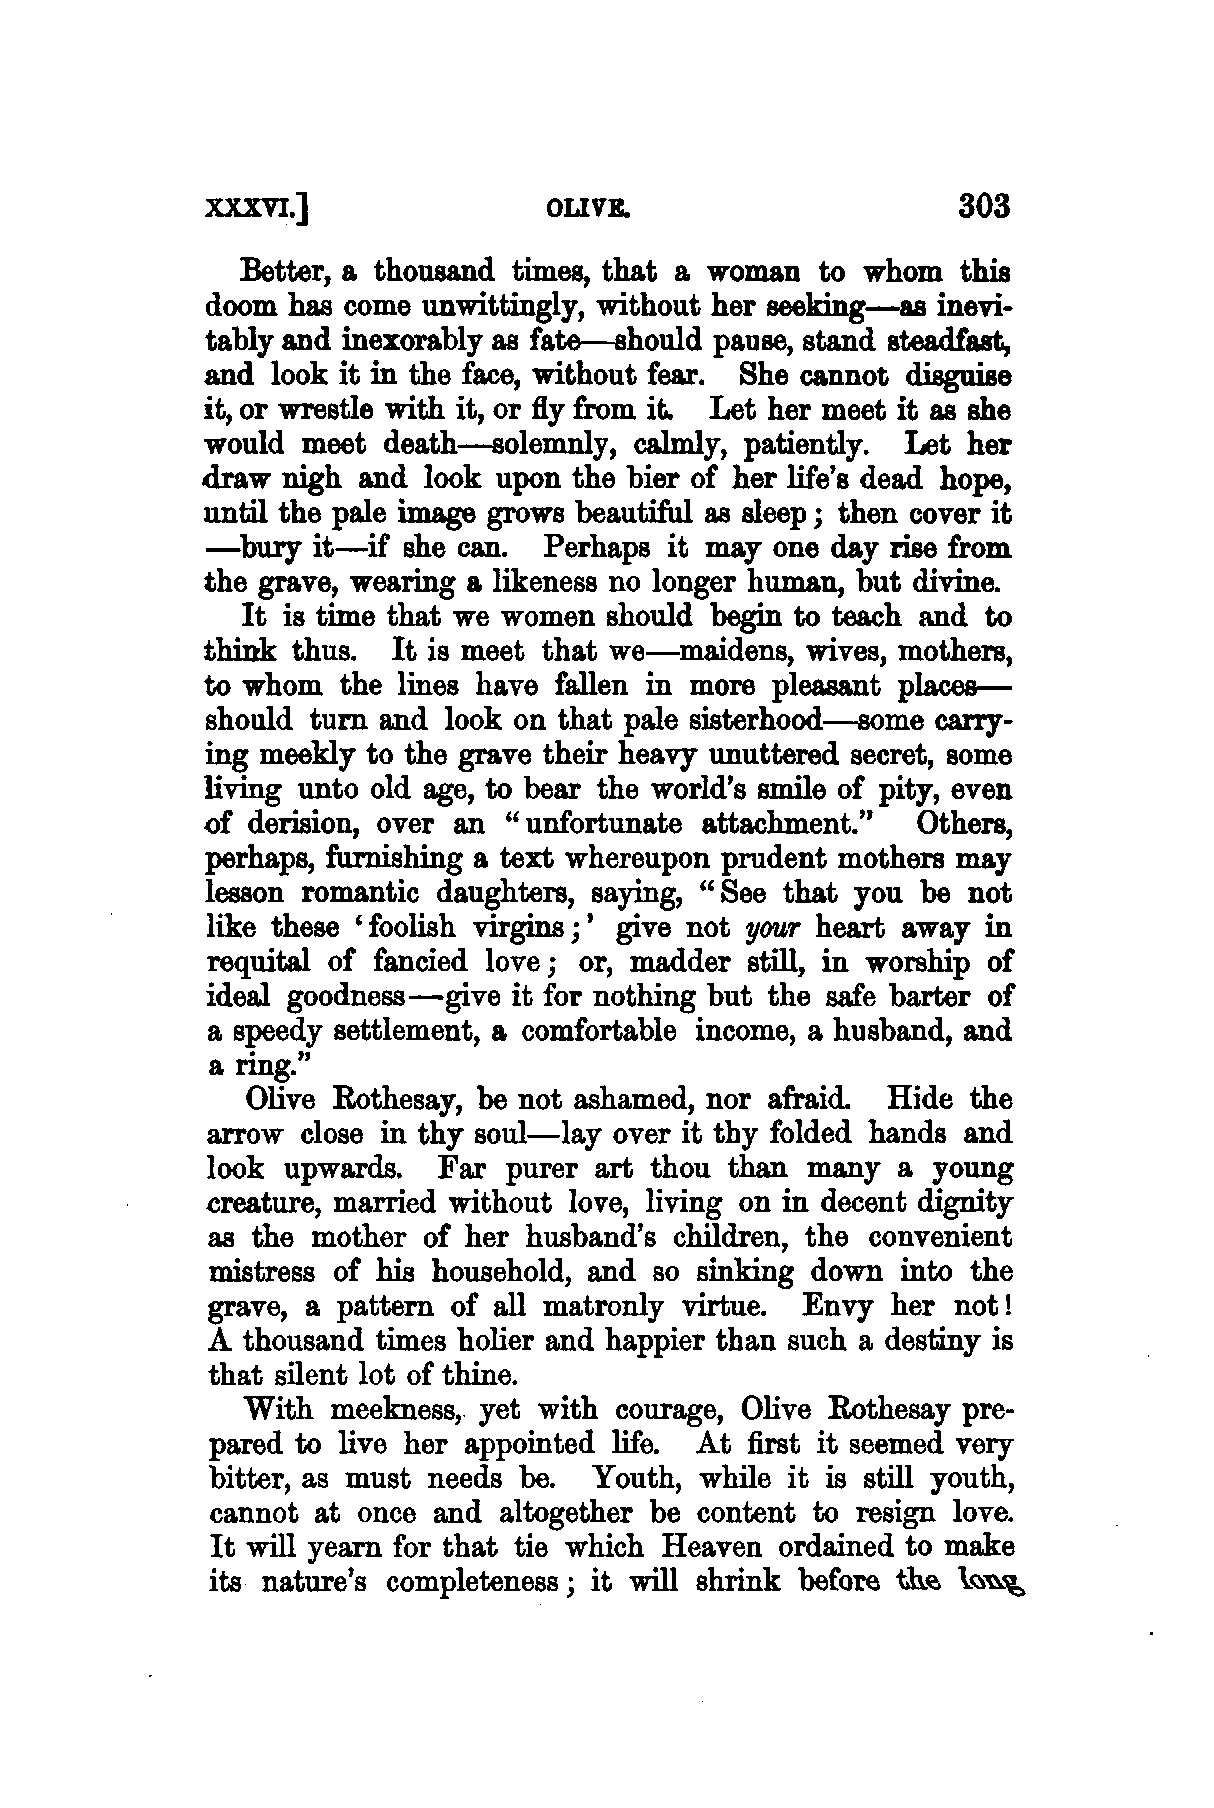 XXXVI.] OLIVE. 303
Better, a thousand times, that a woman to whom this
doom has come unwittingly, without her seeking—as inevi-
tably and inexorably as fate—should pause, stand steadfast,
and look it in the face, without fear. She cannot disguise
it, or wrestle with it, or fly from it. Let her meet it as she
would meet death—solemnly, calmly, patiently. Let her
draw nigh and look upon the bier of her life's dead hope,
until the pale image grows beautiful as sleep; then cover it
—bury it—if she can. Perhaps it may one day rise from
the grave, wearing a likeness no longer human, but divine.
It is time that we women should begin to teach and to
think thus. It is meet that we—maidens, wives, mothers,
to whom the lines have fallen in more pleasant places—
should turn and look on that pale sisterhood—some carry-
ing meekly to the grave their heavy unuttered secret, some
living unto old age, to bear the world's smile of pity, even
of derision, over an "unfortunate attachment." Others,
perhaps, furnishing a text whereupon prudent mothers may
lesson romantic daughters, saying, "See that you be not
like these 'foolish virgins;' give not your heart away in
requital of fancied love; or, madder still, in worship of
ideal goodness—give it for nothing but the safe barter of
a speedy settlement, a comfortable income, a husband, and
a ring."
Olive Rothesay, be not ashamed, nor afraid. Hide the
arrow close in thy soul—lay over it thy folded hands and
look upwards. Far purer art thou than many a young
creature, married without love, living on in decent dignity
as the mother of her husband's children, the convenient
mistress of his household, and so sinking down into the
grave, a pattern of all matronly virtue. Envy her not!
A thousand times holier and happier than such a destiny is
that silent lot of thine.
With meekness, yet with courage, Olive Rothesay pre-
pared to live her appointed life. At first it seemed very
bitter, as must needs be. Youth, while it is still youth,
cannot at once and altogether be content to resign love.
It will yearn for that tie which Heaven ordained to make
its nature's completeness; it will shrink before the long